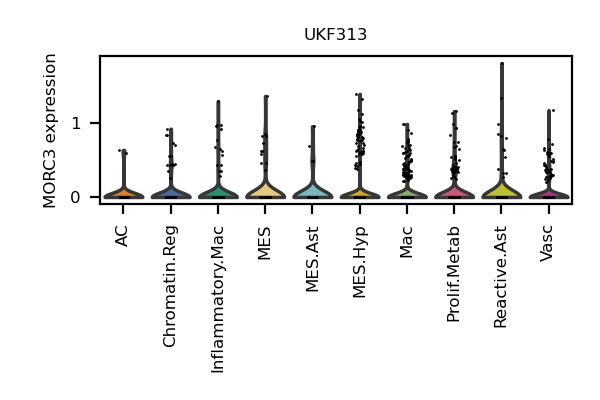 UKF313
MORC3 expression
1
0
AC
Chromatin.Reg
Inflammatory.Mac
MES
MES.Ast
MES.Hyp
Mac
Prolif.Metab
Reactive.Ast
Vasc